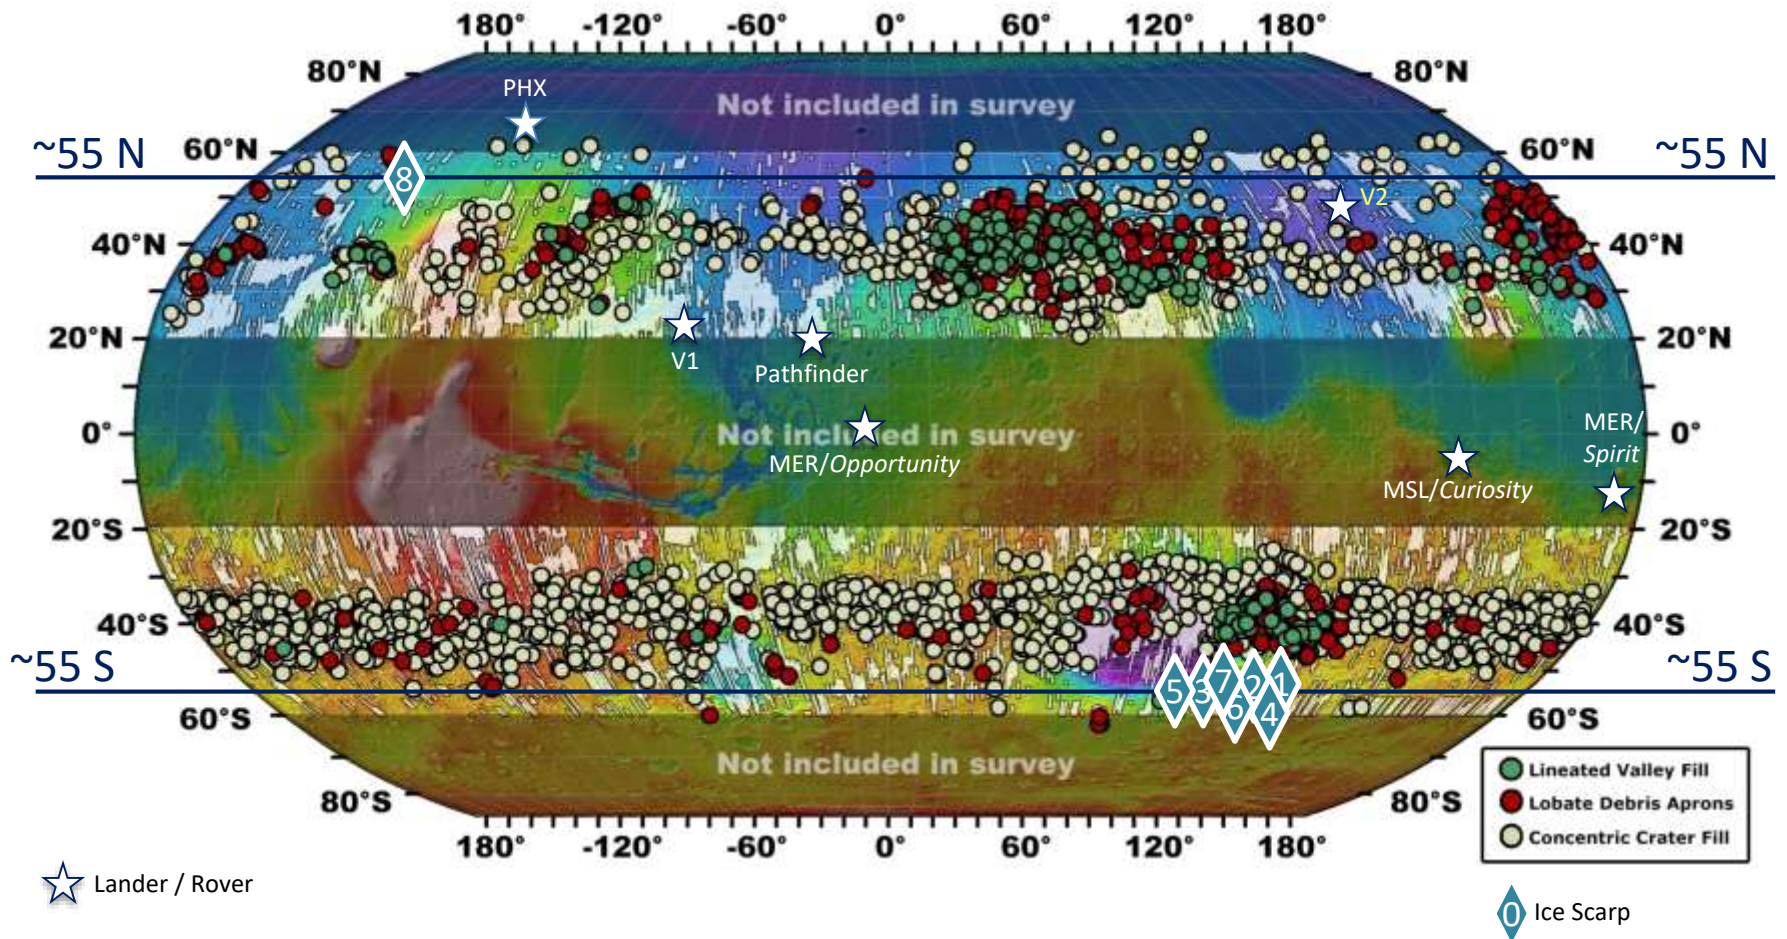 180° -120° -60° 0° 60° 120° 180°
80°N 80°N
PHX
Not included in survey
~55 N 60°N 60°N ~55 N
8
V2
40°N 40°N
20°N 20°N
V1
Pathfinder
0° Not included in survey 0°
MER/
Spirit
MER/Opportunity
MSL/Curiosity
20°S 20°S
40°S 40°S
~55 S ~55 S
5 3 7 6 2 4 1
60°S 60°S
Not included in survey
80°S 80°S
180° -120° -60° 0° 60° 120° 180°
Lineated Valley Fill
Lobate Debris Aprons
Concentric Crater Fill
Lander / Rover
0 Ice Scarp